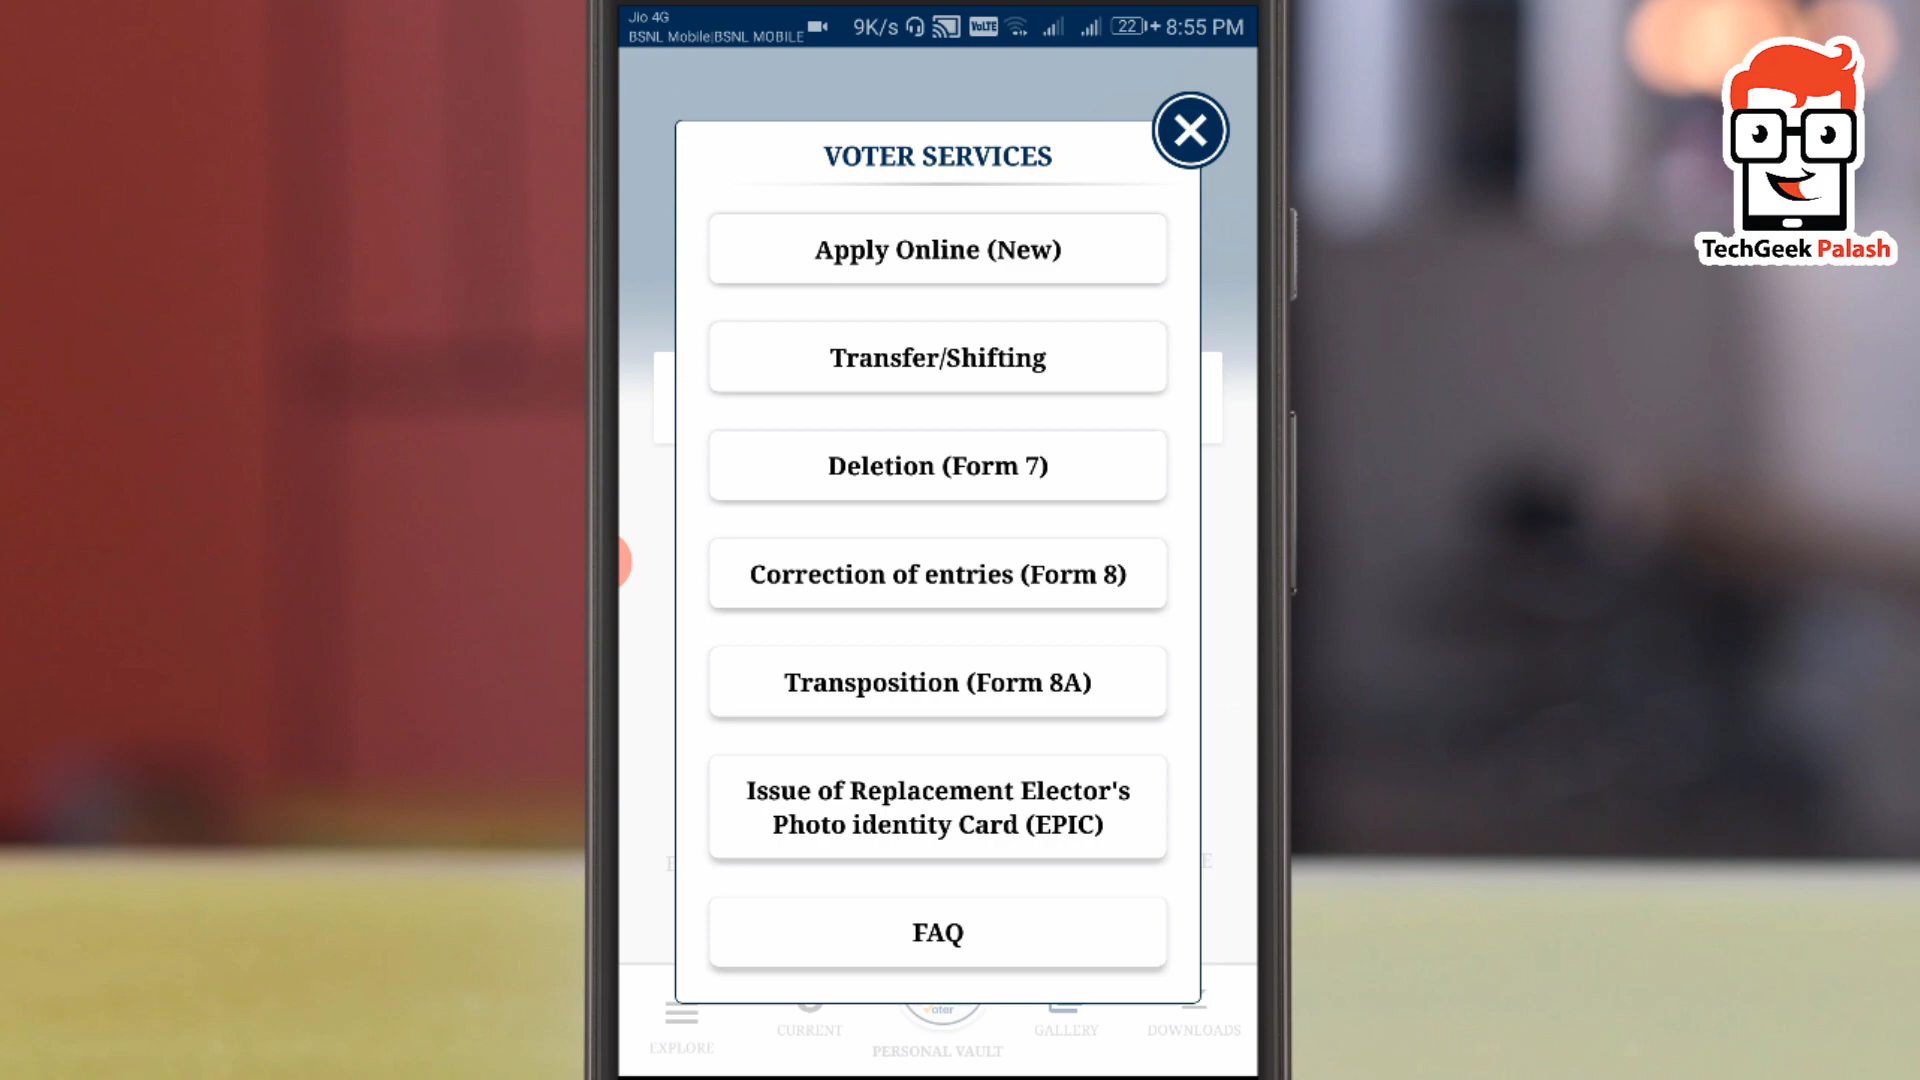 Jio 4G
BSNL Mobile|BSNL MOBILE
9K/s VoLTE 22 + 8:55 PM
VOTER SERVICES
Apply Online (New)
Transfer/Shifting
Deletion (Form 7)
Correction of entries (Form 8)
Transposition (Form 8A)
Issue of Replacement Elector's
Photo identity Card (EPIC)
FAQ
EXPLORE
CURRENT
Voter
PERSONAL VAULT
GALLERY
DOWNLOADS
TechGeek Palash